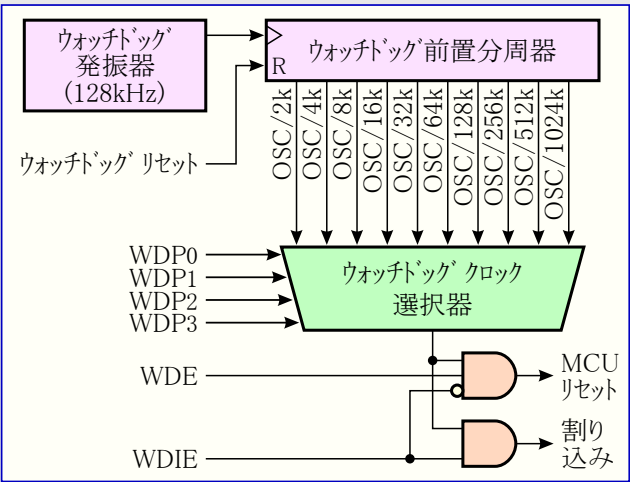 ウォッチドッグ
発振器
(128kHz)
ウォッチドッグ前置分周器
R
ウォッチドッグ リセット
OSC/2k
OSC/4k
OSC/8k
OSC/16k
OSC/32k
OSC/64k
OSC/128k
OSC/256k
OSC/512k
OSC/1024k
WDP0
WDP1
WDP2
WDP3
ウォッチドッグ クロック
選択器
WDE
MCU
リセット
WDIE
割り
込み